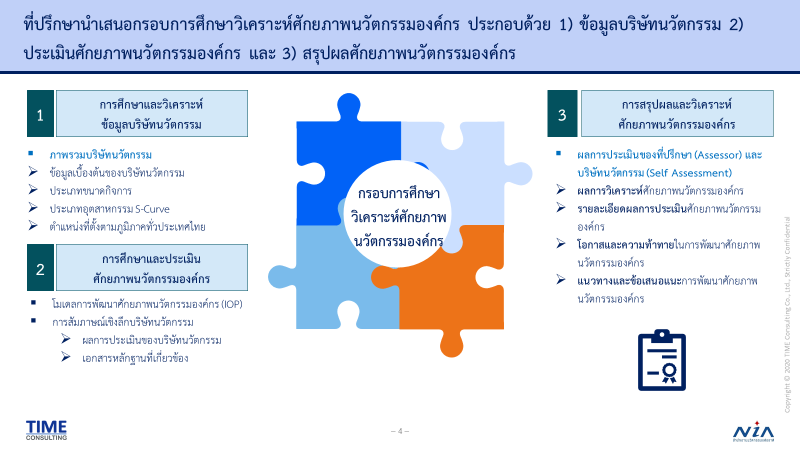 ที่ปรึกษานำเสนอกรอบการศึกษาวิเคราะห์ศักยภาพนวัตกรรมองค์กร ประกอบด้วย 1) ข้อมูลบริษัทนวัตกรรม 2)
ประเมินศักยภาพนวัตกรรมองค์กร และ 3) สรุปผลศักยภาพนวัตกรรมองค์กร
1
การศึกษาและวิเคราะห์
ข้อมูลบริษัทนวัตกรรม
▪ ภาพรวมบริษัทนวัตกรรม
➢ ข้อมูลเบื้องต้นของบริษัทนวัตกรรม
➢ ประเภทขนาดกิจการ
➢ ประเภทอุตสาหกรรม S-Curve
➢ ตำแหน่งที่ตั้งตามภูมิภาคทั่วประเทศไทย
2
การศึกษาและประเมิน
ศักยภาพนวัตกรรมองค์กร
▪ โมเดลการพัฒนาศักยภาพนวัตกรรมองค์กร (IOP)
▪ การสัมภาษณ์เชิงลึกบริษัทนวัตกรรม
➢ ผลการประเมินของบริษัทนวัตกรรม
➢ เอกสารหลักฐานที่เกี่ยวข้อง
กรอบการศึกษา
วิเคราะห์ศักยภาพ
นวัตกรรมองค์กร
3
การสรุปผลและวิเคราะห์
ศักยภาพนวัตกรรมองค์กร
▪ ผลการประเมินของที่ปรึกษา (Assessor) และ
บริษัทนวัตกรรม (Self Assessment)
➢ ผลการวิเคราะห์ศักยภาพนวัตกรรมองค์กร
➢ รายละเอียดผลการประเมินศักยภาพนวัตกรรม
องค์กร
➢ โอกาสและความท้าทายในการพัฒนาศักยภาพ
นวัตกรรมองค์กร
➢ แนวทางและข้อเสนอแนะการพัฒนาศักยภาพ
นวัตกรรมองค์กร
Copyright © 2020 TIME Consulting Co., Ltd., Strictly Confidential
TIME
CONSULTING
– 4 –
NIA